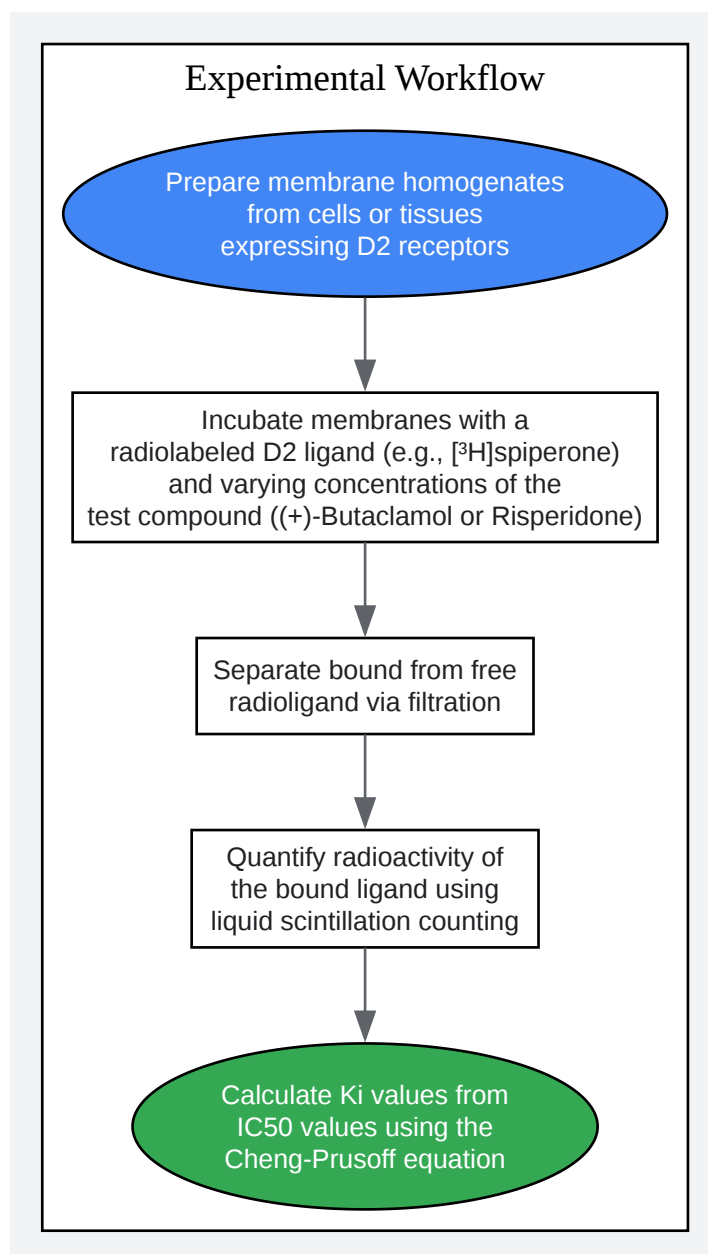 Experimental Workflow
Prepare membrane homogenates
from cells or tissues
expressing D2 receptors
Incubate membranes with a
radiolabeled D2 ligand (e.g., [³H]spiperone)
and varying concentrations of the
test compound ((+)-Butaclamol or Risperidone)
Separate bound from free
radioligand via filtration
Quantify radioactivity of
the bound ligand using
liquid scintillation counting
Calculate Ki values from
IC50 values using the
Cheng-Prusoff equation